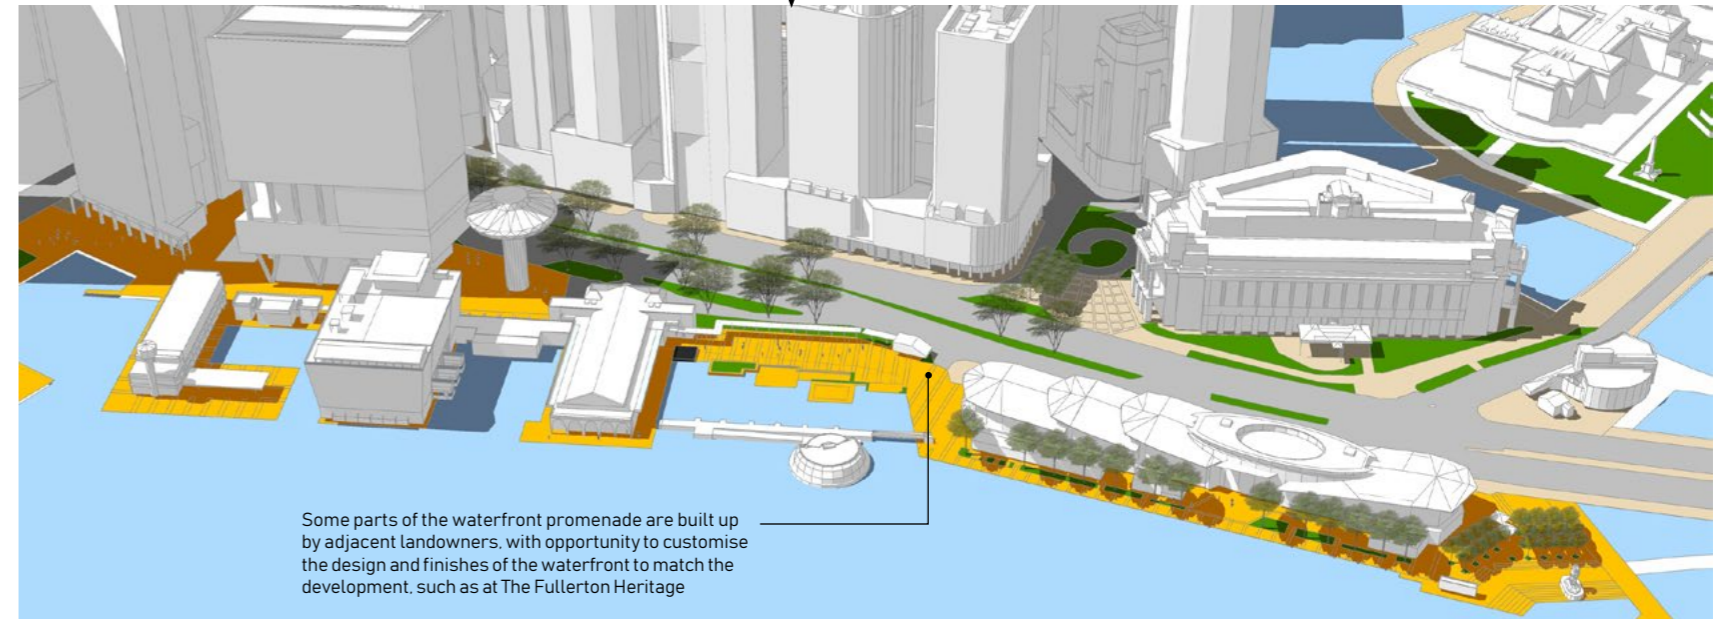 Some parts of the waterfront promenade are built up
by adjacent landowners, with opportunity to customise
the design and finishes of the waterfront to match the
development, such as at The Fullerton Heritage